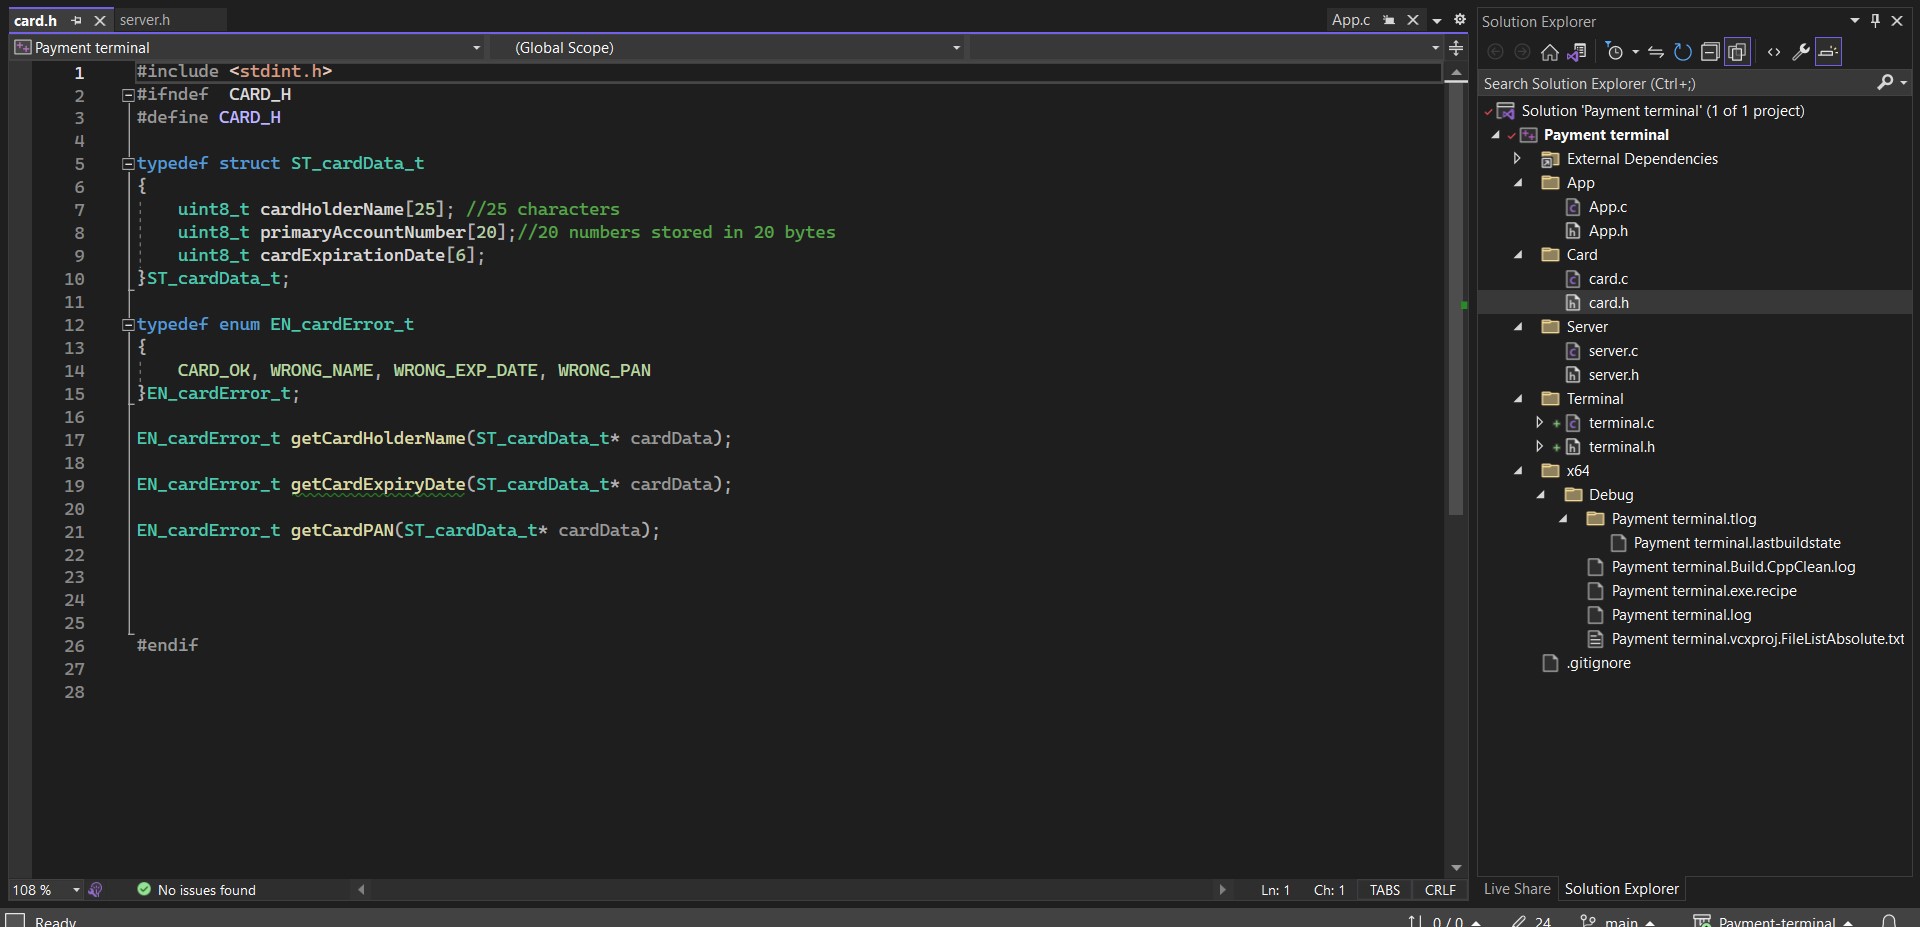 card.h
server.h
App.c
Payment terminal
(Global Scope)
1 #include <stdint.h>
2 #ifndef  CARD_H
3 #define CARD_H
4
5 typedef struct ST_cardData_t
6 {
7     uint8_t cardHolderName[25]; //25 characters
8     uint8_t primaryAccountNumber[20];//20 numbers stored in 20 bytes
9     uint8_t cardExpirationDate[6];
10 }ST_cardData_t;
11
12 typedef enum EN_cardError_t
13 {
14     CARD_OK, WRONG_NAME, WRONG_EXP_DATE, WRONG_PAN
15 }EN_cardError_t;
16
17 EN_cardError_t getCardHolderName(ST_cardData_t* cardData);
18
19 EN_cardError_t getCardExpiryDate(ST_cardData_t* cardData);
20
21 EN_cardError_t getCardPAN(ST_cardData_t* cardData);
22
23
24
25
26 #endif
27
28
108 %
No issues found
Ln: 1
Ch: 1
TABS
CRLF
Solution Explorer
Search Solution Explorer (Ctrl+;)
Solution 'Payment terminal' (1 of 1 project)
Payment terminal
External Dependencies
App
App.c
App.h
Card
card.c
card.h
Server
server.c
server.h
Terminal
terminal.c
terminal.h
x64
Debug
Payment terminal.tlog
Payment terminal.lastbuildstate
Payment terminal.Build.CppClean.log
Payment terminal.exe.recipe
Payment terminal.log
Payment terminal.vcxproj.FileListAbsolute.txt
.gitignore
Live Share
Solution Explorer
Ready
0 / 0
24
main
Payment-terminal